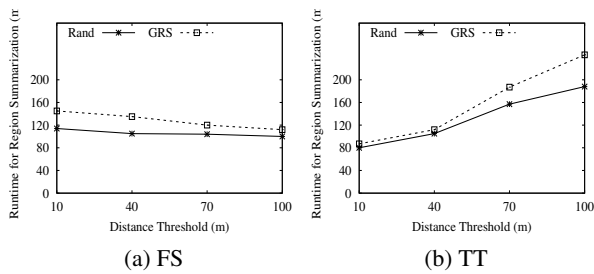 Runtime for Region Summarization (m
Rand
GRS
200
160
120
80
40
0
10
40
70
100
Distance Threshold (m)
(a) FS
Runtime for Region Summarization (m
Rand
GRS
200
160
120
80
40
0
10
40
70
100
Distance Threshold (m)
(b) TT